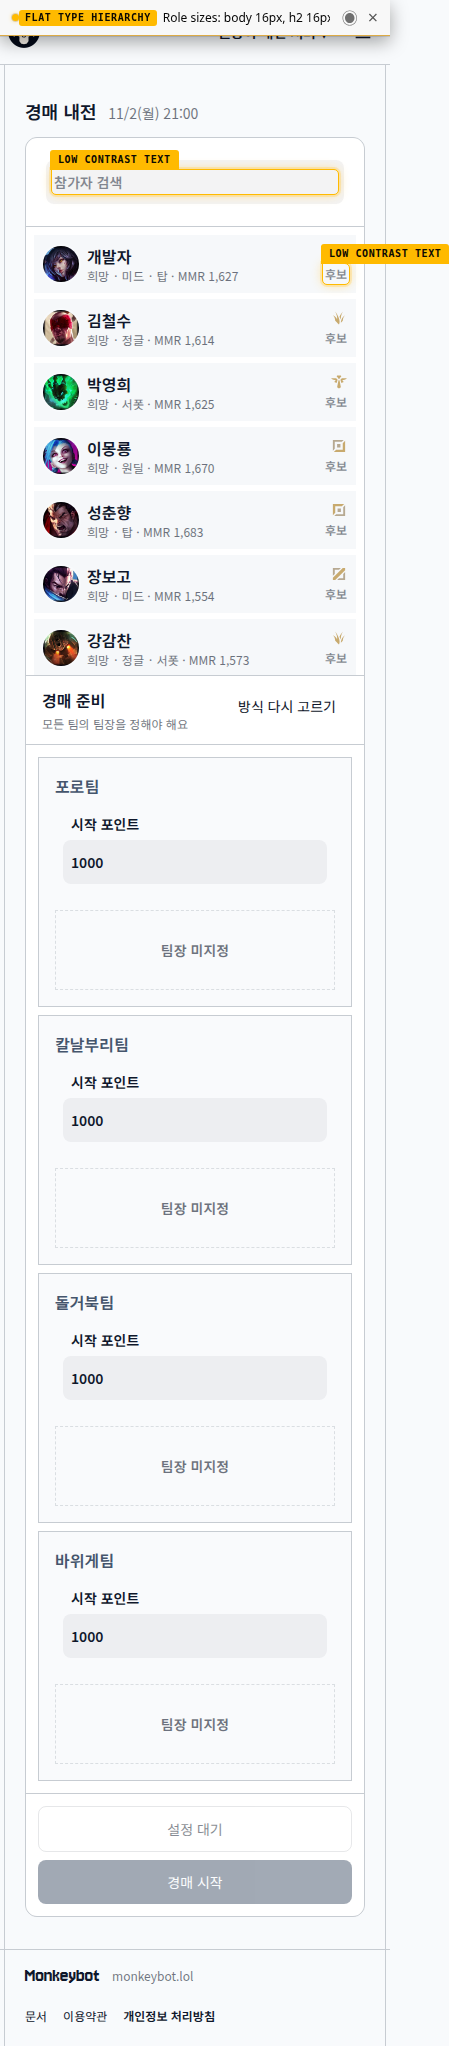 FLAT TYPE HIERARCHY Role sizes: body 16px, h2 16px
경매 내전 11/2(월) 21:00
LOW CONTRAST TEXT
참가자 검색
LOW CONTRAST TEXT
개발자
희망 · 미드 · 탑 · MMR 1,627
후보
김철수
희망 · 정글 · MMR 1,614
후보
박영희
희망 · 서폿 · MMR 1,625
후보
이몽룡
희망 · 원딜 · MMR 1,670
후보
성춘향
희망 · 탑 · MMR 1,683
후보
장보고
희망 · 미드 · MMR 1,554
후보
강감찬
희망 · 정글 · 서폿 · MMR 1,573
후보
경매 준비
모든 팀의 팀장을 정해야 해요
방식 다시 고르기
포로팀
시작 포인트
1000
팀장 미지정
칼날부리팀
시작 포인트
1000
팀장 미지정
돌거북팀
시작 포인트
1000
팀장 미지정
바위게팀
시작 포인트
1000
팀장 미지정
설정 대기
경매 시작
Monkeybot monkeybot.lol
문서 이용약관 개인정보 처리방침